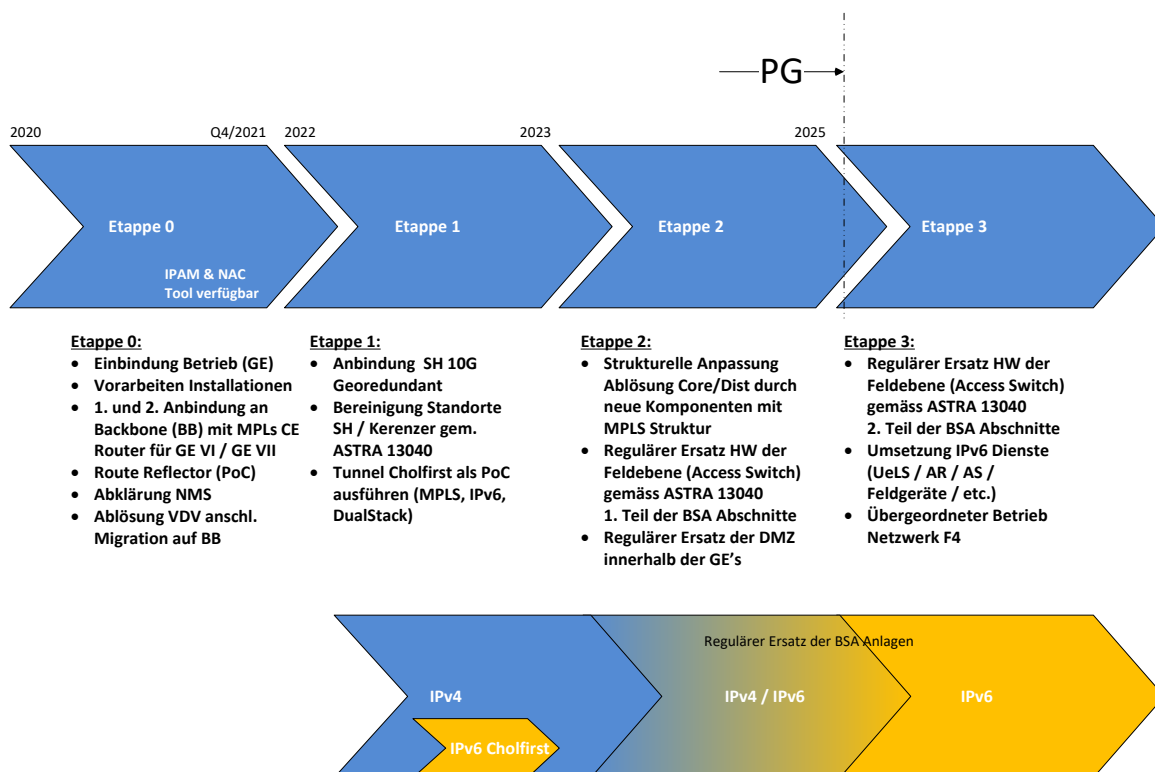 PG
2020
Q4/2021
2022
2023
2025
Etappe 0
Etappe 1
Etappe 2
Etappe 3
IPAM & NAC
Tool verfügbar
Etappe 0:
• Einbindung Betrieb (GE)
• Vorarbeiten Installationen
• 1. und 2. Anbindung an
Backbone (BB) mit MPLs CE
Router für GE VI / GE VII
• Route Reflector (PoC)
• Abklärung NMS
• Ablösung VDV anschl.
Migration auf BB
Etappe 1:
• Anbindung SH 10G
Georedundant
• Bereinigung Standorte
SH / Kerenzer gem.
ASTRA 13040
• Tunnel Cholfirst als PoC
ausführen (MPLS, IPv6,
DualStack)
Etappe 2:
• Strukturelle Anpassung
Ablösung Core/Dist durch
neue Komponenten mit
MPLS Struktur
• Regulärer Ersatz HW der
Feldebene (Access Switch)
gemäss ASTRA 13040
1. Teil der BSA Abschnitte
• Regulärer Ersatz der DMZ
innerhalb der GE’s
Etappe 3:
• Regulärer Ersatz HW der
Feldebene (Access Switch)
gemäss ASTRA 13040
2. Teil der BSA Abschnitte
• Umsetzung IPv6 Dienste
(UeLS / AR / AS /
Feldgeräte / etc.)
• Übergeordneter Betrieb
Netzwerk F4
Regulärer Ersatz der BSA Anlagen
IPv4
IPv4 / IPv6
IPv6
IPv6 Cholfirst